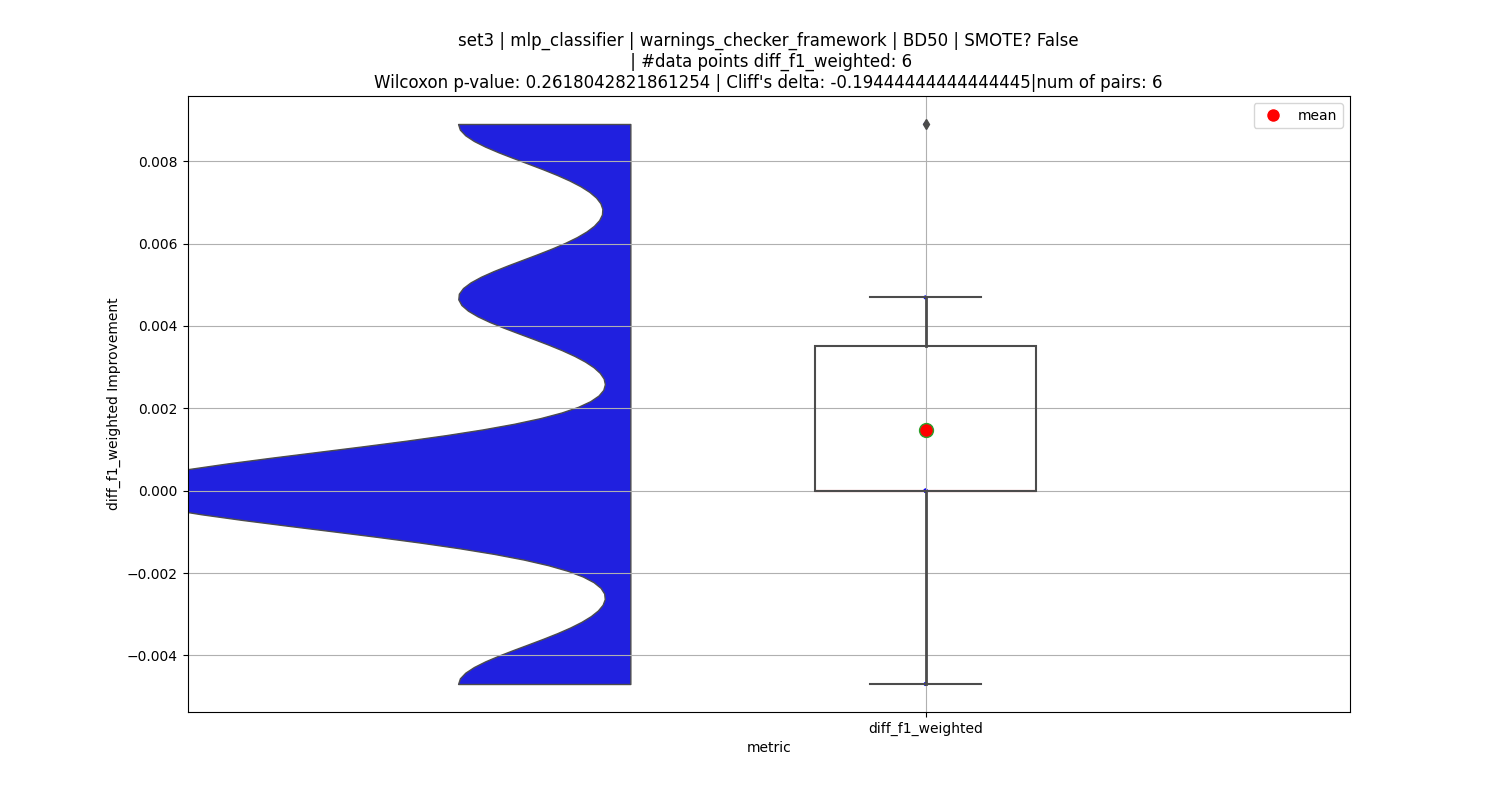 set3 | mlp_classifier | warnings_checker_framework | BD50 | SMOTE? False
| #data points diff_f1_weighted: 6
Wilcoxon p-value: 0.2618042821861254 | Cliff's delta: -0.19444444444444445|num of pairs: 6
mean
0.008
0.006
0.004
0.002
0.000
−0.002
−0.004
diff_f1_weighted Improvement
diff_f1_weighted
metric